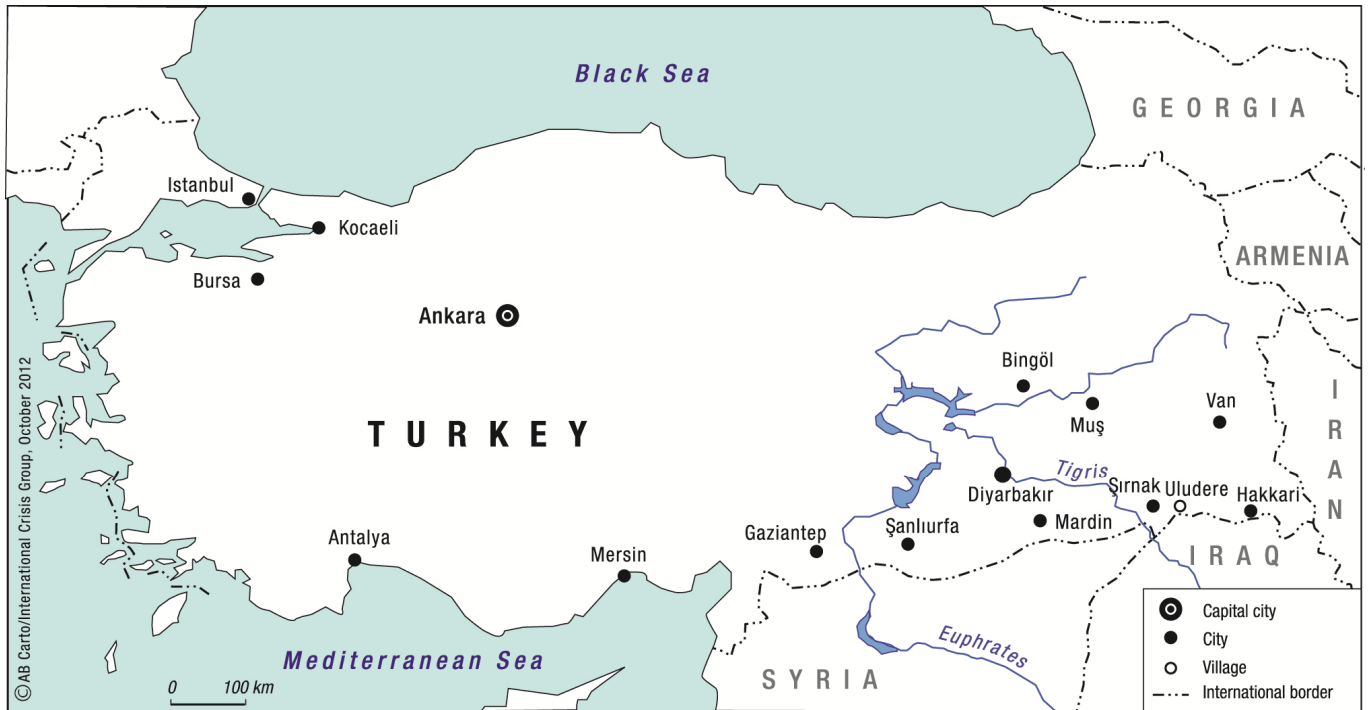 Black Sea
GEORGIA
Istanbul
Kocaeli
ARMENIA
Bursa
Ankara
Bingöl
Muş
Van
IRAN
TURKEY
Tigris
Diyarbakır
Şırnak
Uludere
Hakkari
Mardin
Gaziantep
Şanlıurfa
Antalya
Mersin
IRAQ
Euphrates
Mediterranean Sea
SYRIA
0 100 km
Capital city
City
Village
International border
©AB Carto/International Crisis Group, October 2012